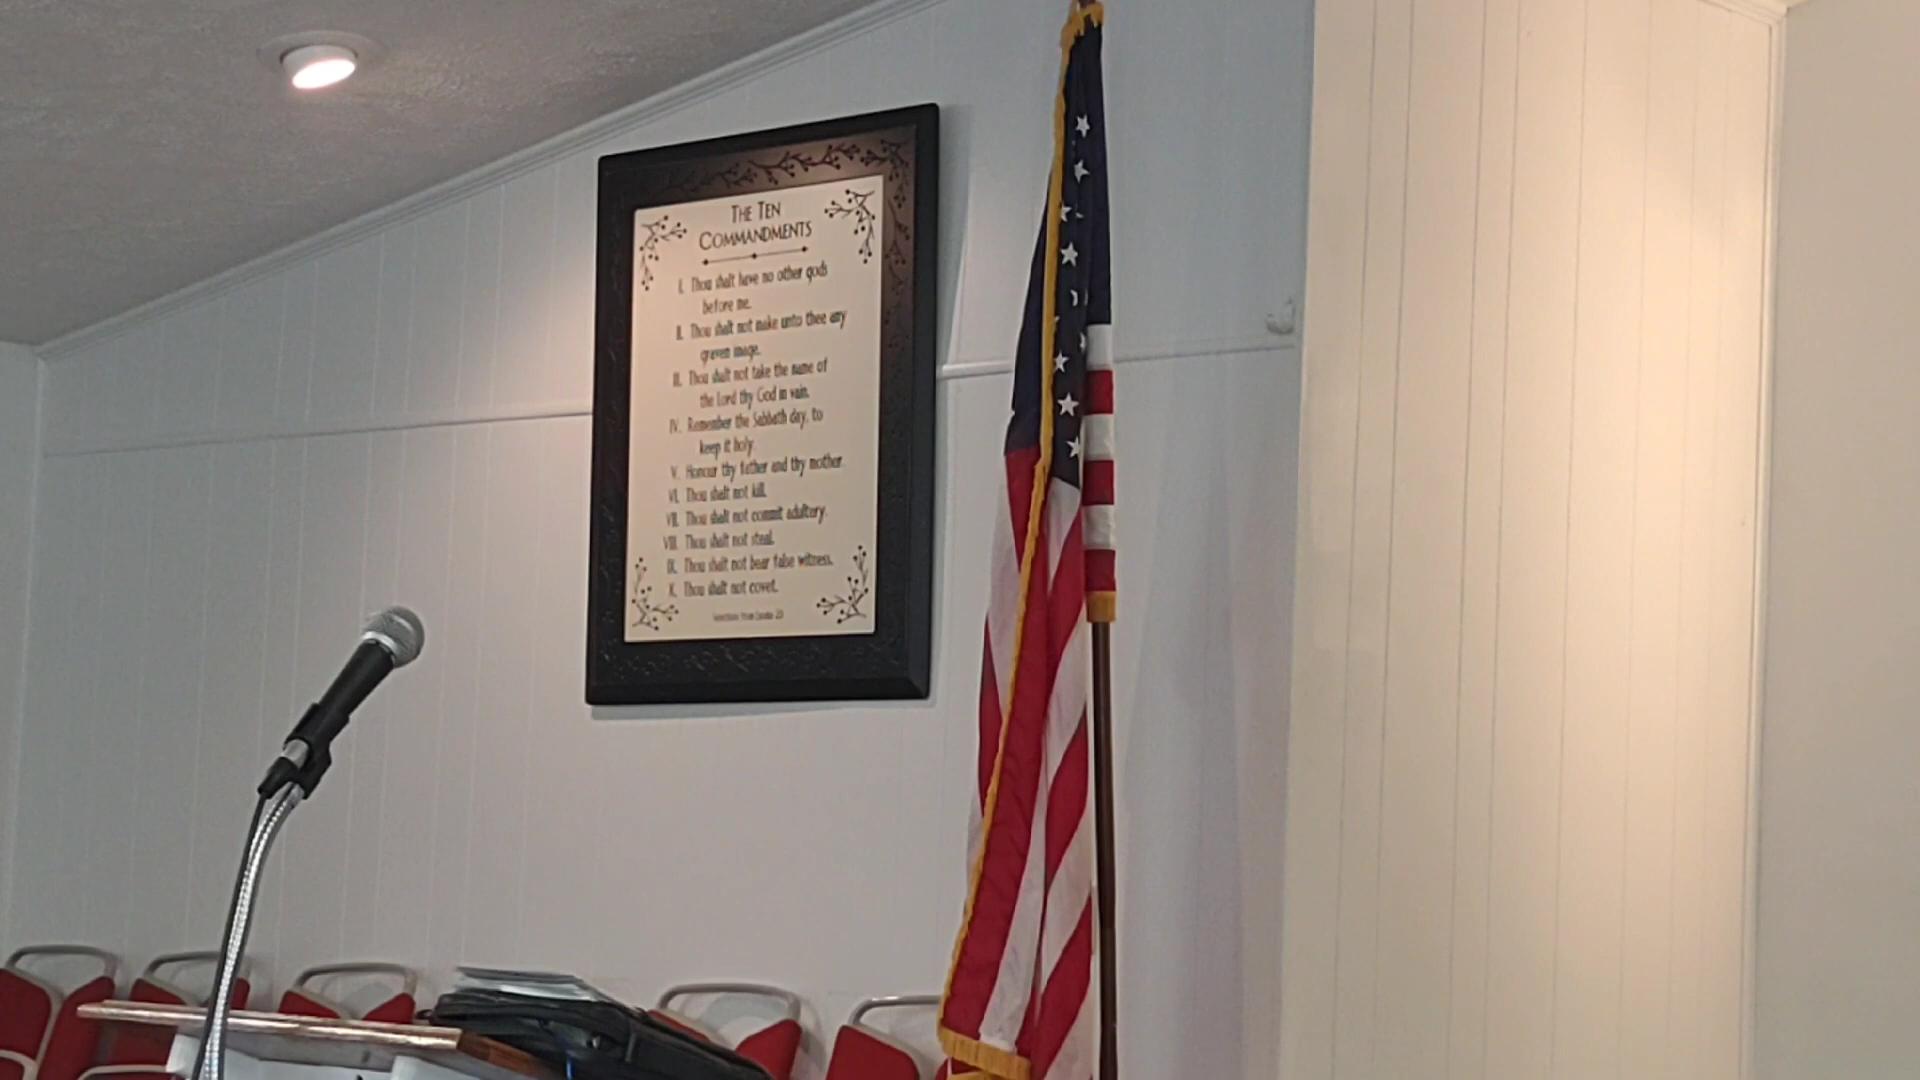 THE TEN
COMMANDMENTS
I. Thou shalt have no other gods
before me.
II. Thou shalt not make unto thee any
graven image.
III. Thou shalt not take the name of
the Lord thy God in vain.
IV. Remember the Sabbath day, to
keep it holy.
V. Honour thy father and thy mother.
VI. Thou shalt not kill.
VII. Thou shalt not commit adultery.
VIII. Thou shalt not steal.
IX. Thou shalt not bear false witness.
X. Thou shalt not covet.
Selections from Exodus 20